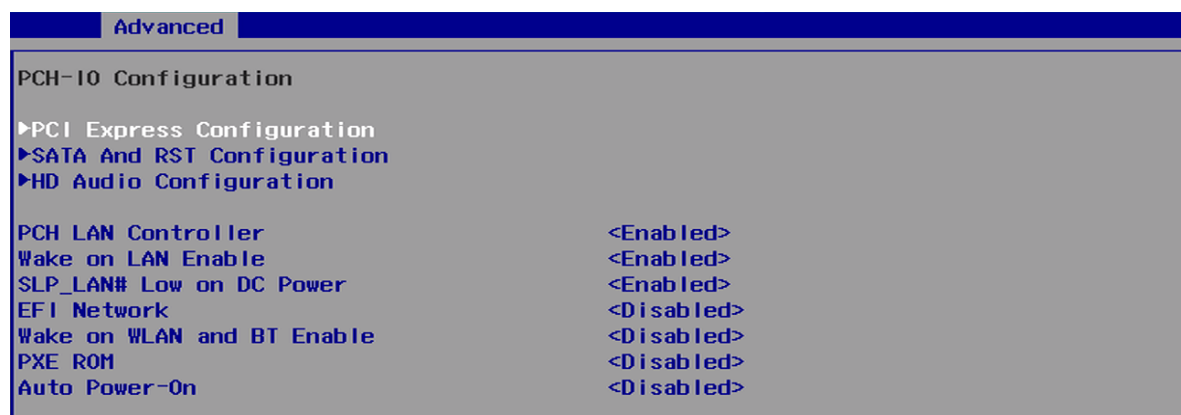 Advanced
PCH-IO Configuration
▶PCI Express Configuration
▶SATA And RST Configuration
▶HD Audio Configuration
PCH LAN Controller <Enabled>
Wake on LAN Enable <Enabled>
SLP_LAN# Low on DC Power <Enabled>
EFI Network <Disabled>
Wake on WLAN and BT Enable <Disabled>
PXE ROM <Disabled>
Auto Power-On <Disabled>